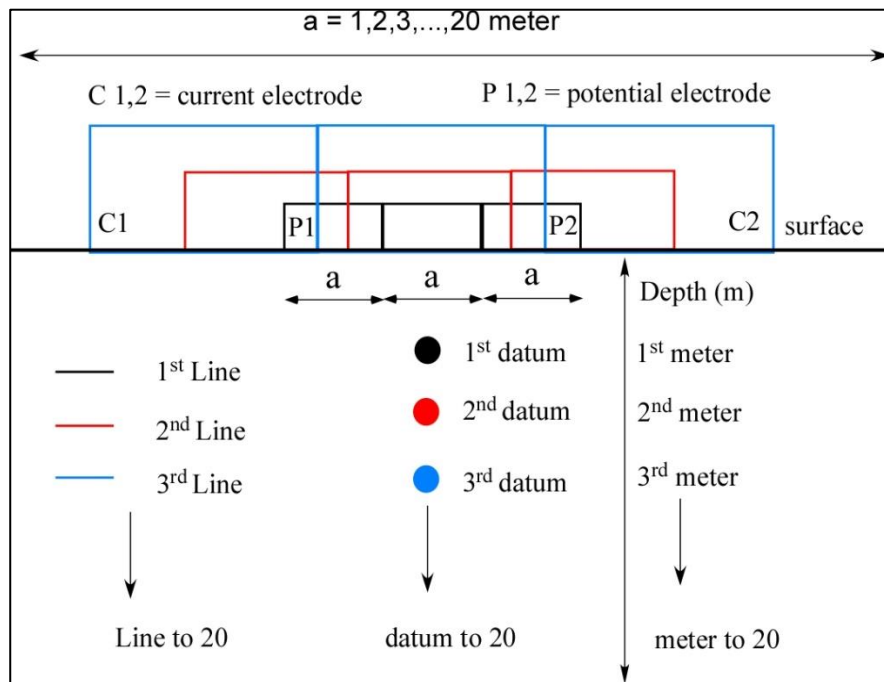 a = 1,2,3,...,20 meter
C 1,2 = current electrode P 1,2 = potential electrode
C1 P1 P2 C2 surface
a a a
Depth (m)
1st datum 1st meter
1st Line
2nd datum 2nd meter
2nd Line
3rd datum 3rd meter
3rd Line
Line to 20 datum to 20 meter to 20